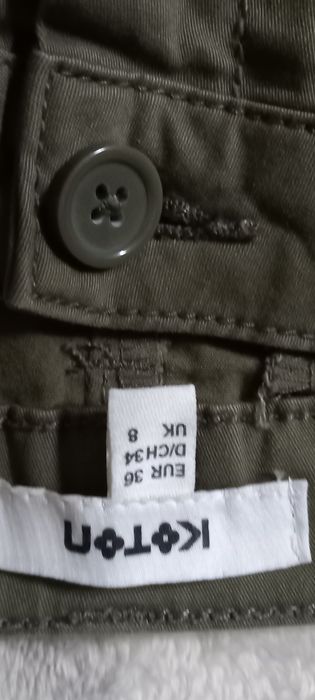 KOTON
EUR 36
D/CH34
UK 8